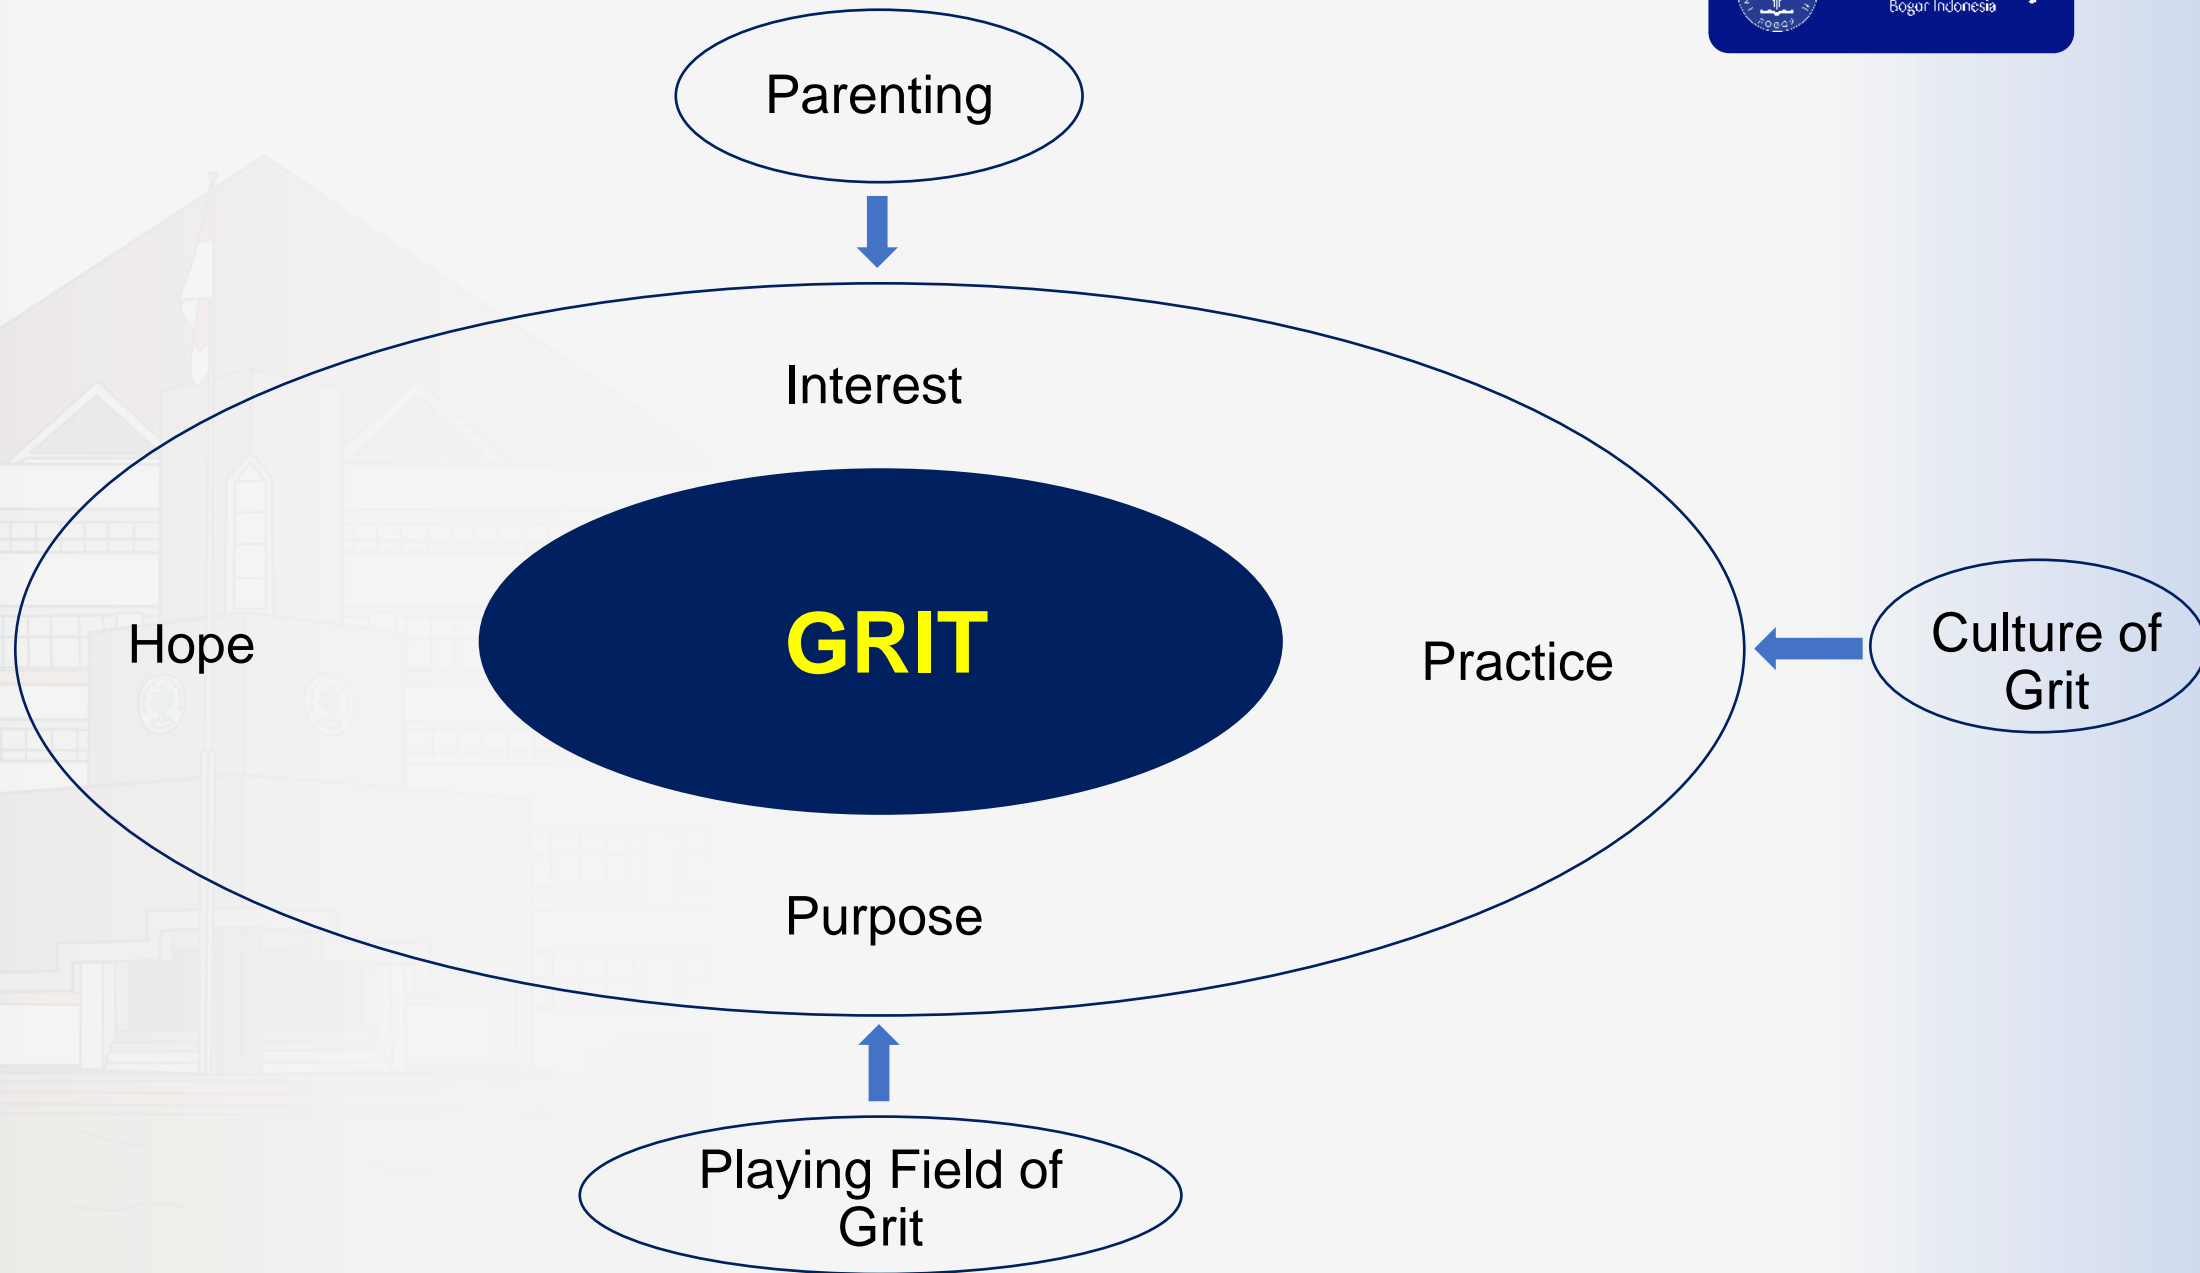 Bogor Indonesia
Parenting
Interest
Hope
GRIT
Practice
Culture of
Grit
Purpose
Playing Field of
Grit